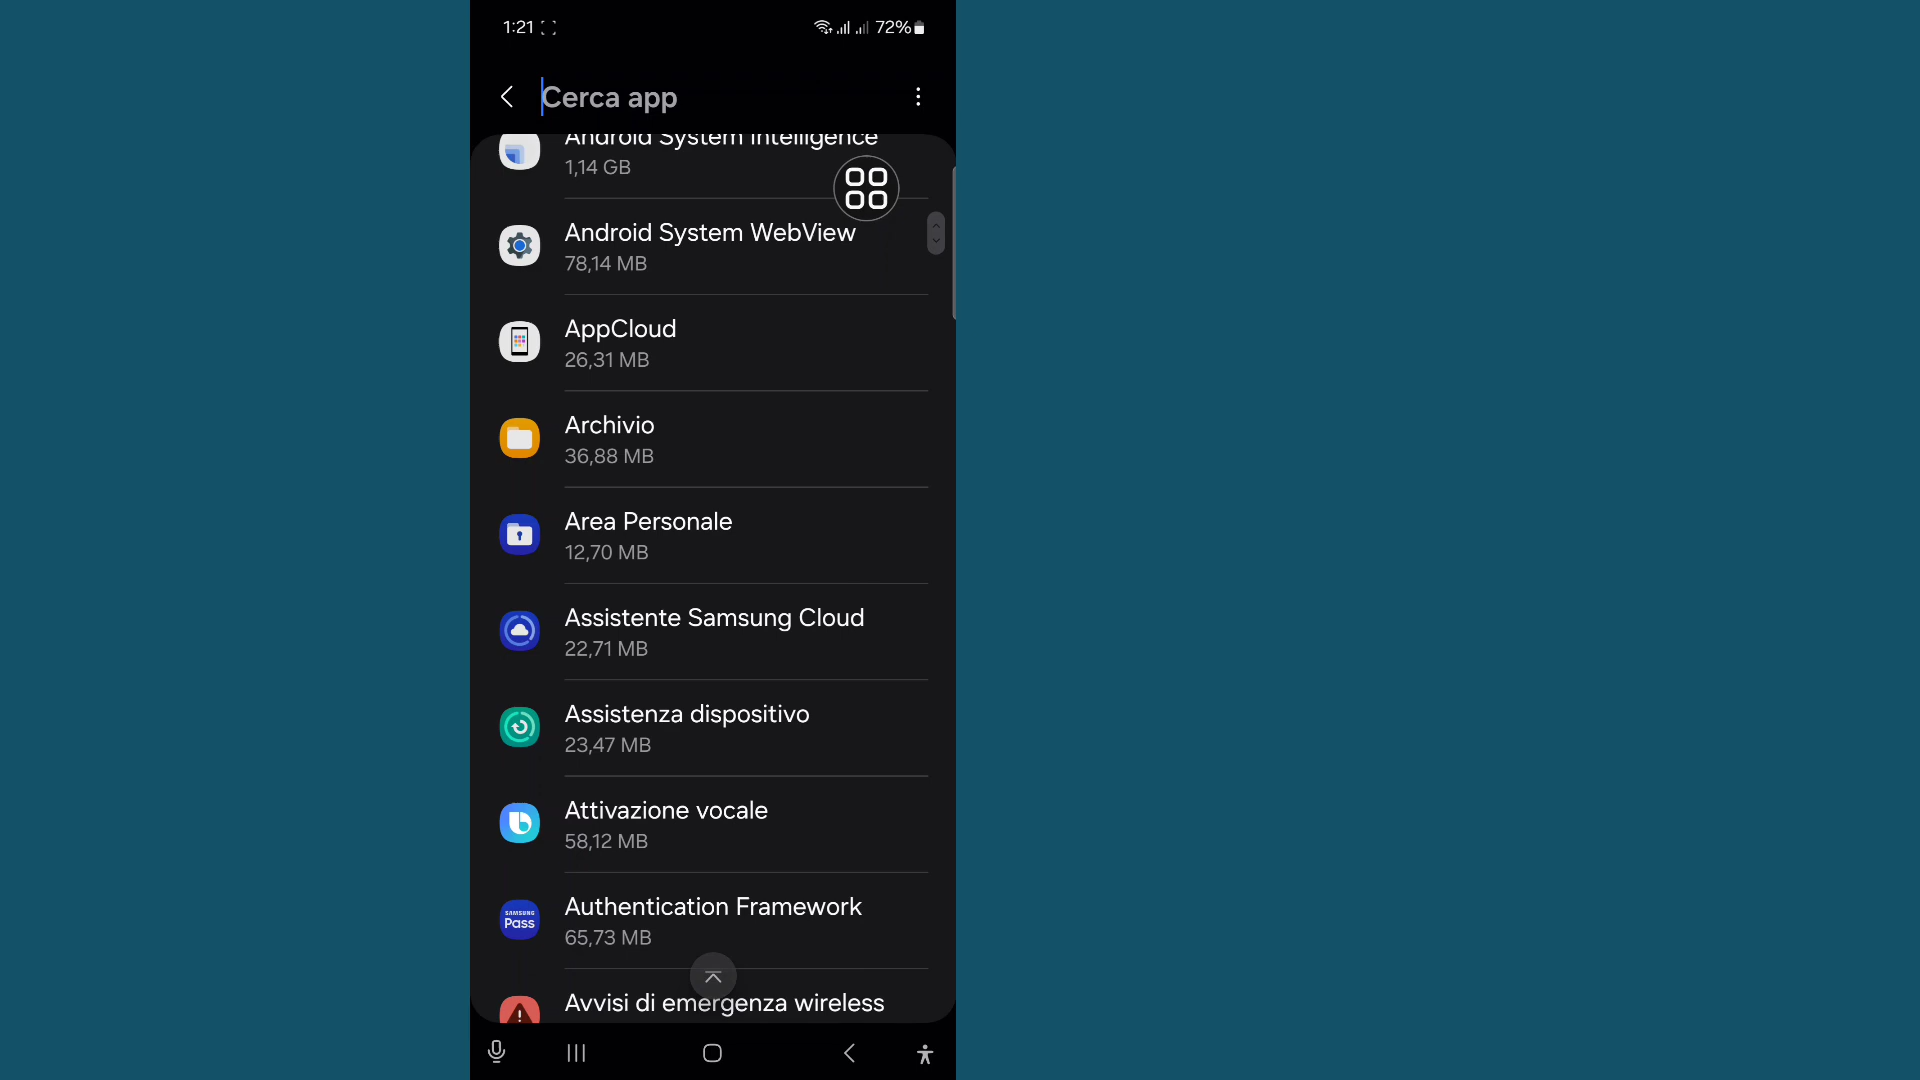 1:21
72%
Cerca app
Android System Intelligence
1,14 GB
Android System WebView
78,14 MB
AppCloud
26,31 MB
Archivio
36,88 MB
Area Personale
12,70 MB
Assistente Samsung Cloud
22,71 MB
Assistenza dispositivo
23,47 MB
Attivazione vocale
58,12 MB
SAMSUNG
Pass
Authentication Framework
65,73 MB
Avvisi di emergenza wireless